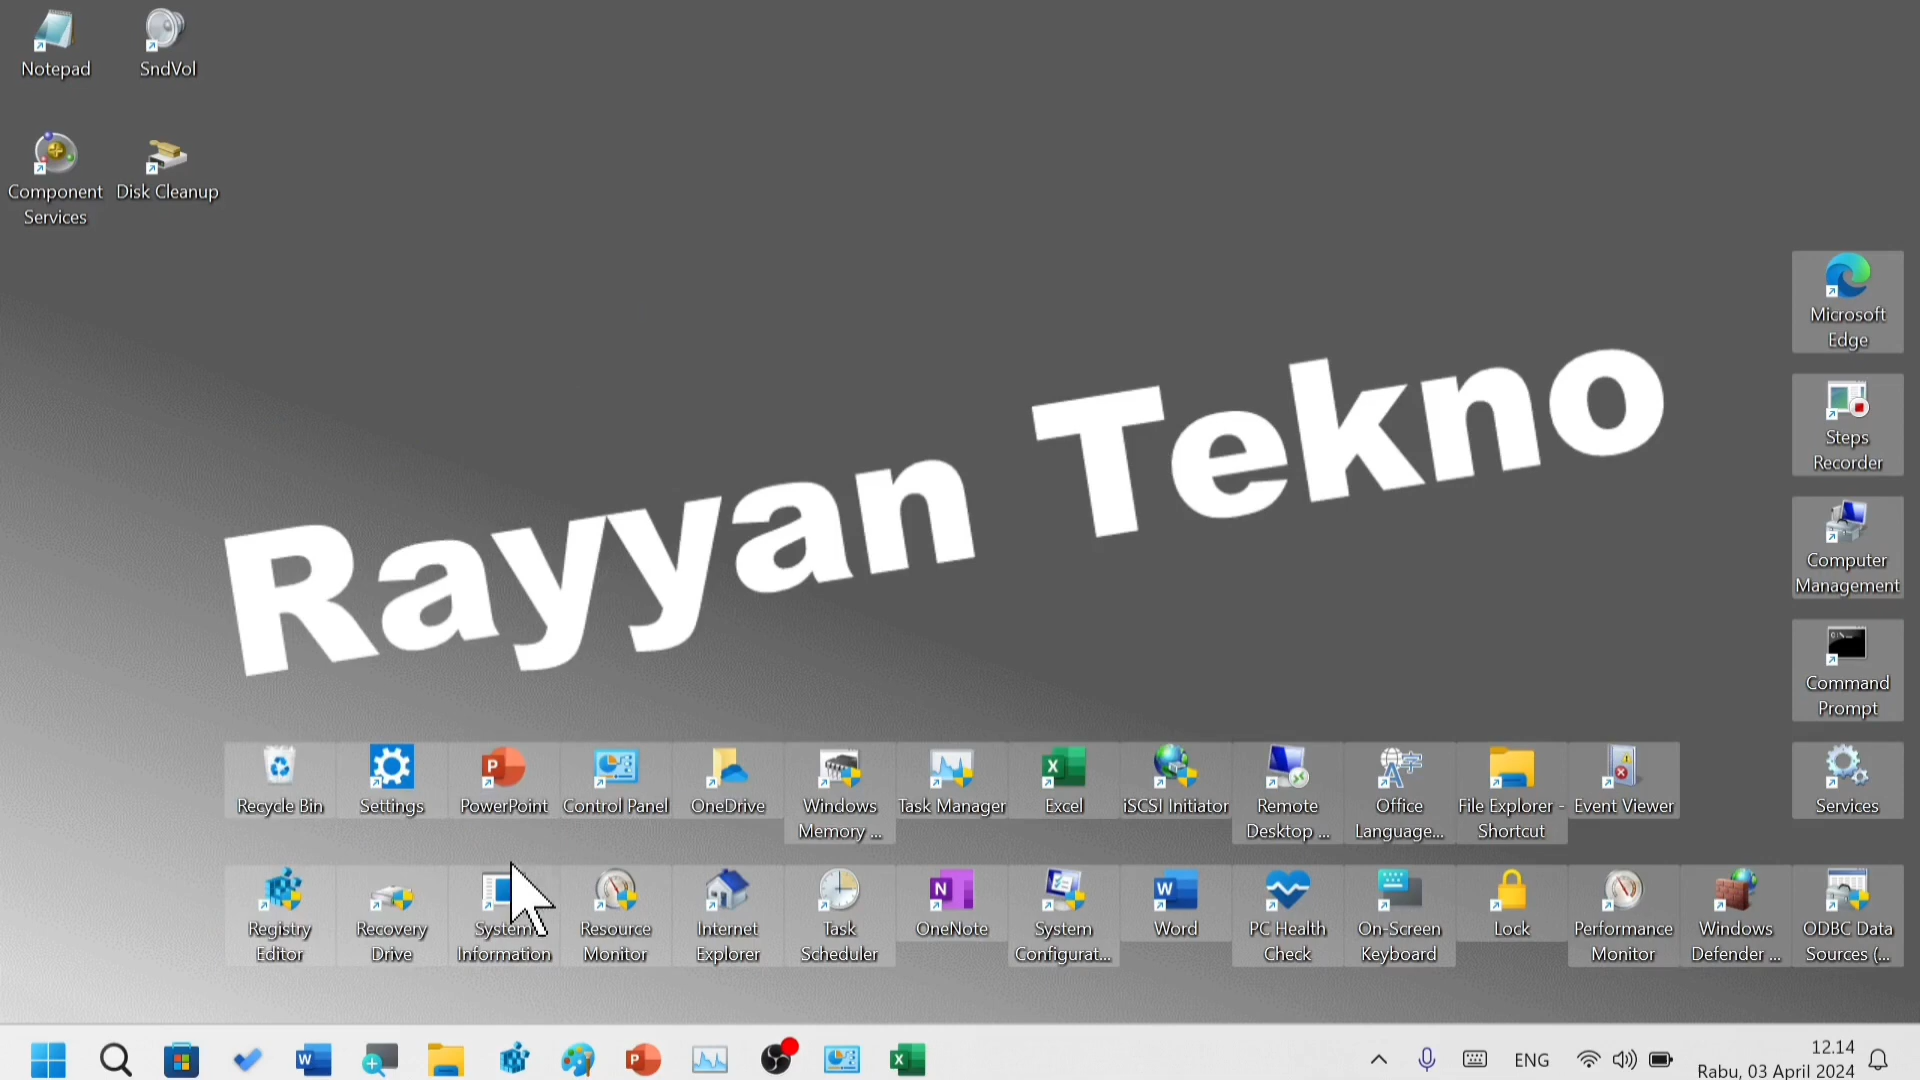 Notepad
SndVol
Component
Services
Disk Cleanup
Microsoft
Edge
Steps
Recorder
Rayyan Tekno
Computer
Management
Command
Prompt
Recycle Bin
Settings
PowerPoint
Control Panel
OneDrive
Windows
Memory ...
Task Manager
Excel
iSCSI Initiator
Remote
Desktop ...
Office
Language...
File Explorer -
Shortcut
Event Viewer
Services
Registry
Editor
Recovery
Drive
System
Information
Resource
Monitor
Internet
Explorer
Task
Scheduler
OneNote
System
Configurat...
Word
PC Health
Check
On-Screen
Keyboard
Lock
Performance
Monitor
Windows
Defender ...
ODBC Data
Sources (...
ENG
12.14
Rabu, 03 April 2024